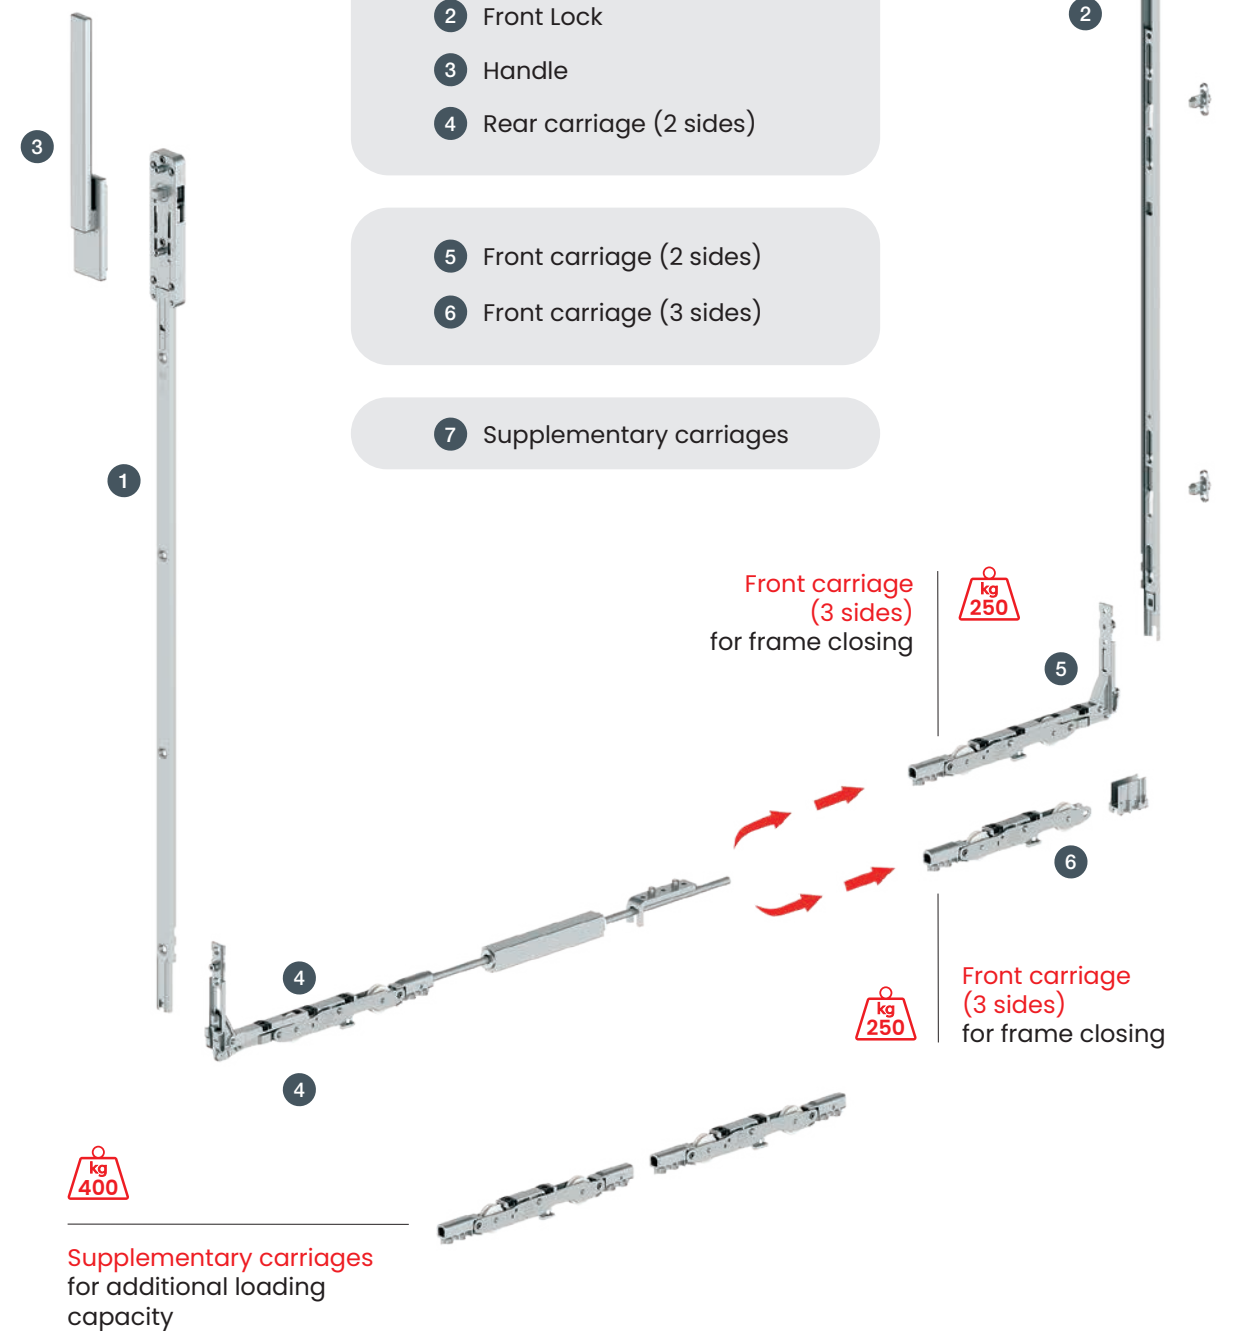 2 Front Lock
2
3 Handle
4 Rear carriage (2 sides)
3
5 Front carriage (2 sides)
6 Front carriage (3 sides)
7 Supplementary carriages
1
Front carriage
(3 sides)
for frame closing
kg
250
5
6
4
Front carriage
(3 sides)
for frame closing
kg
250
4
kg
400
Supplementary carriages
for additional loading
capacity